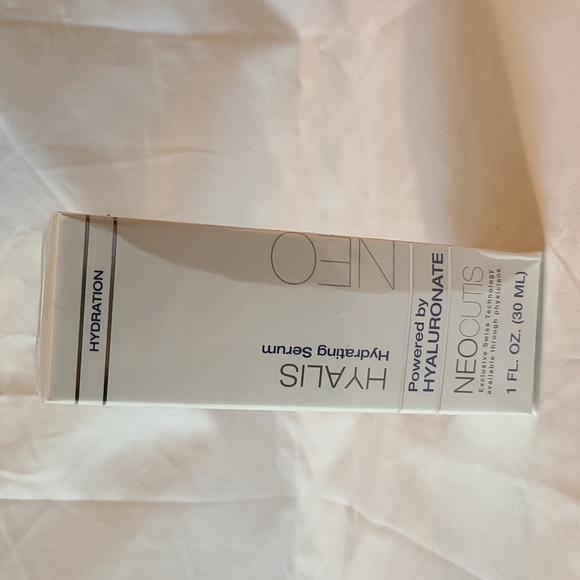 HYDRATION
NEO
HYALIS
Hydrating Serum
Powered by
HYALURONATE
NEOCUTIS
Exclusive Swiss Technology
available through physicians
1 FL. OZ. (30 ML)